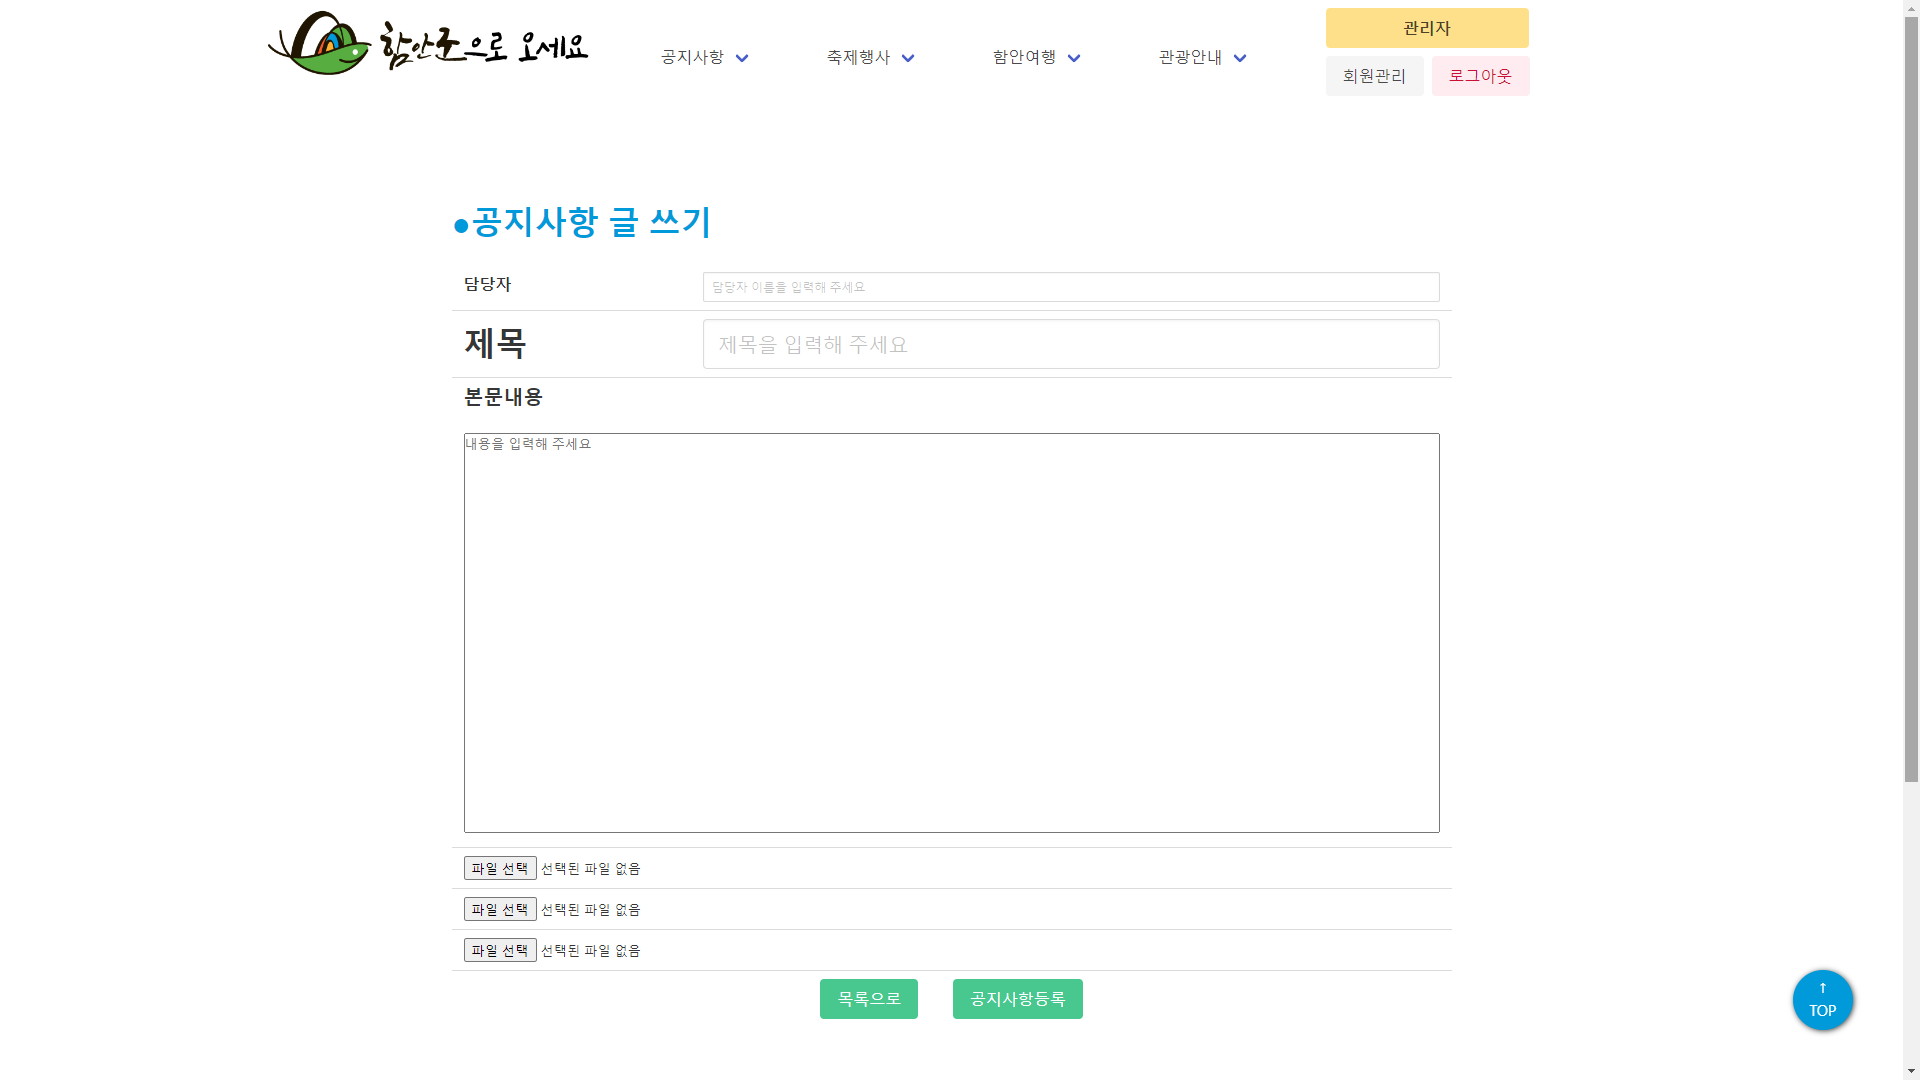 함안군으로 오세요
공지사항
축제행사
함안여행
관광안내
관리자
회원관리
로그아웃
●공지사항 글 쓰기
담당자
담당자 이름을 입력해 주세요
제목
제목을 입력해 주세요
본문내용
내용을 입력해 주세요
파일 선택 선택된 파일 없음
파일 선택 선택된 파일 없음
파일 선택 선택된 파일 없음
목록으로
공지사항등록
↑
TOP